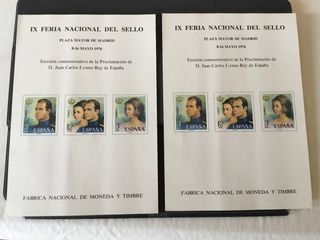 IX FERIA NACIONAL DEL SELLO
PLAZA MAYOR DE MADRID
8-16 MAYO 1976
Emisión conmemorativa de la Proclamación de
D. Juan Carlos I como Rey de España
ESPAÑA
12
ESPAÑA
ESPAÑA
FABRICA NACIONAL DE MONEDA Y TIMBRE
IX FERIA NACIONAL DEL SELLO
PLAZA MAYOR DE MADRID
8-16 MAYO 1976
Emisión conmemorativa de la Proclamación de
D. Juan Carlos I como Rey de España
ESPAÑA
12
ESPAÑA
ESPAÑA
FABRICA NACIONAL DE MONEDA Y TIMBRE